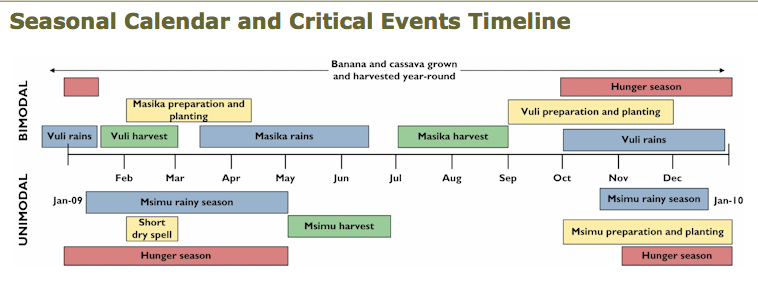 Seasonal Calendar and Critical Events Timeline
Banana and cassava grown
and harvested year-round
BIMODAL
Hunger season
Masika preparation and
planting
Vuli preparation and planting
Vuli rains
Vuli harvest
Masika rains
Masika harvest
Vuli rains
Feb Mar Apr May Jun Jul Aug Sep Oct Nov Dec
Jan-09
Jan-10
UNIMODAL
Msimu rainy season
Msimu rainy season
Short
dry spell
Msimu harvest
Msimu preparation and planting
Hunger season
Hunger season